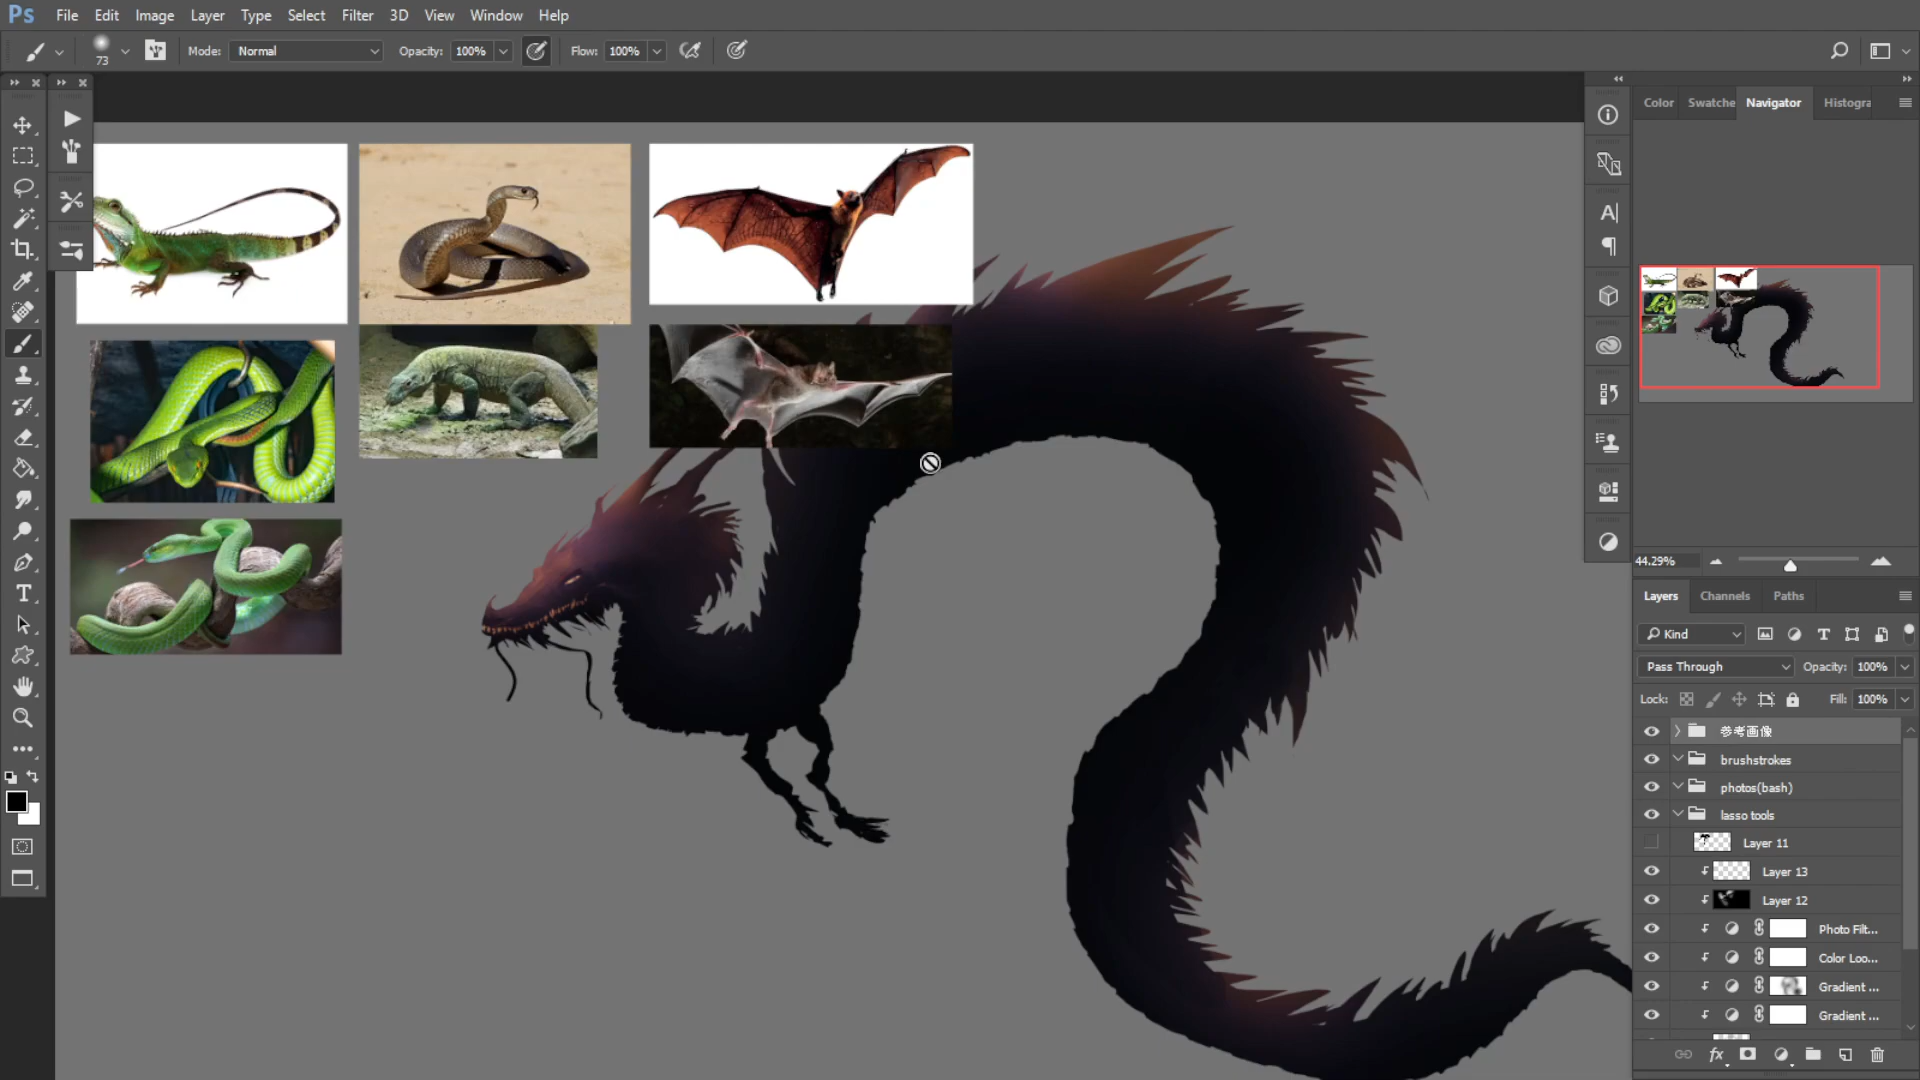 Ps File Edit Image Layer Type Select Filter 3D View Window Help
73 Mode: Normal Opacity: 100% Flow: 100%
Color Swatche Navigator Histogra
44.29%
Layers Channels Paths
Kind
Pass Through Opacity: 100%
Lock: Fill: 100%
参考画像
brushstrokes
photos(bash)
lasso tools
Layer 11
Layer 13
Layer 12
Photo Filt...
Color Loo...
Gradient ...
Gradient ...
fx